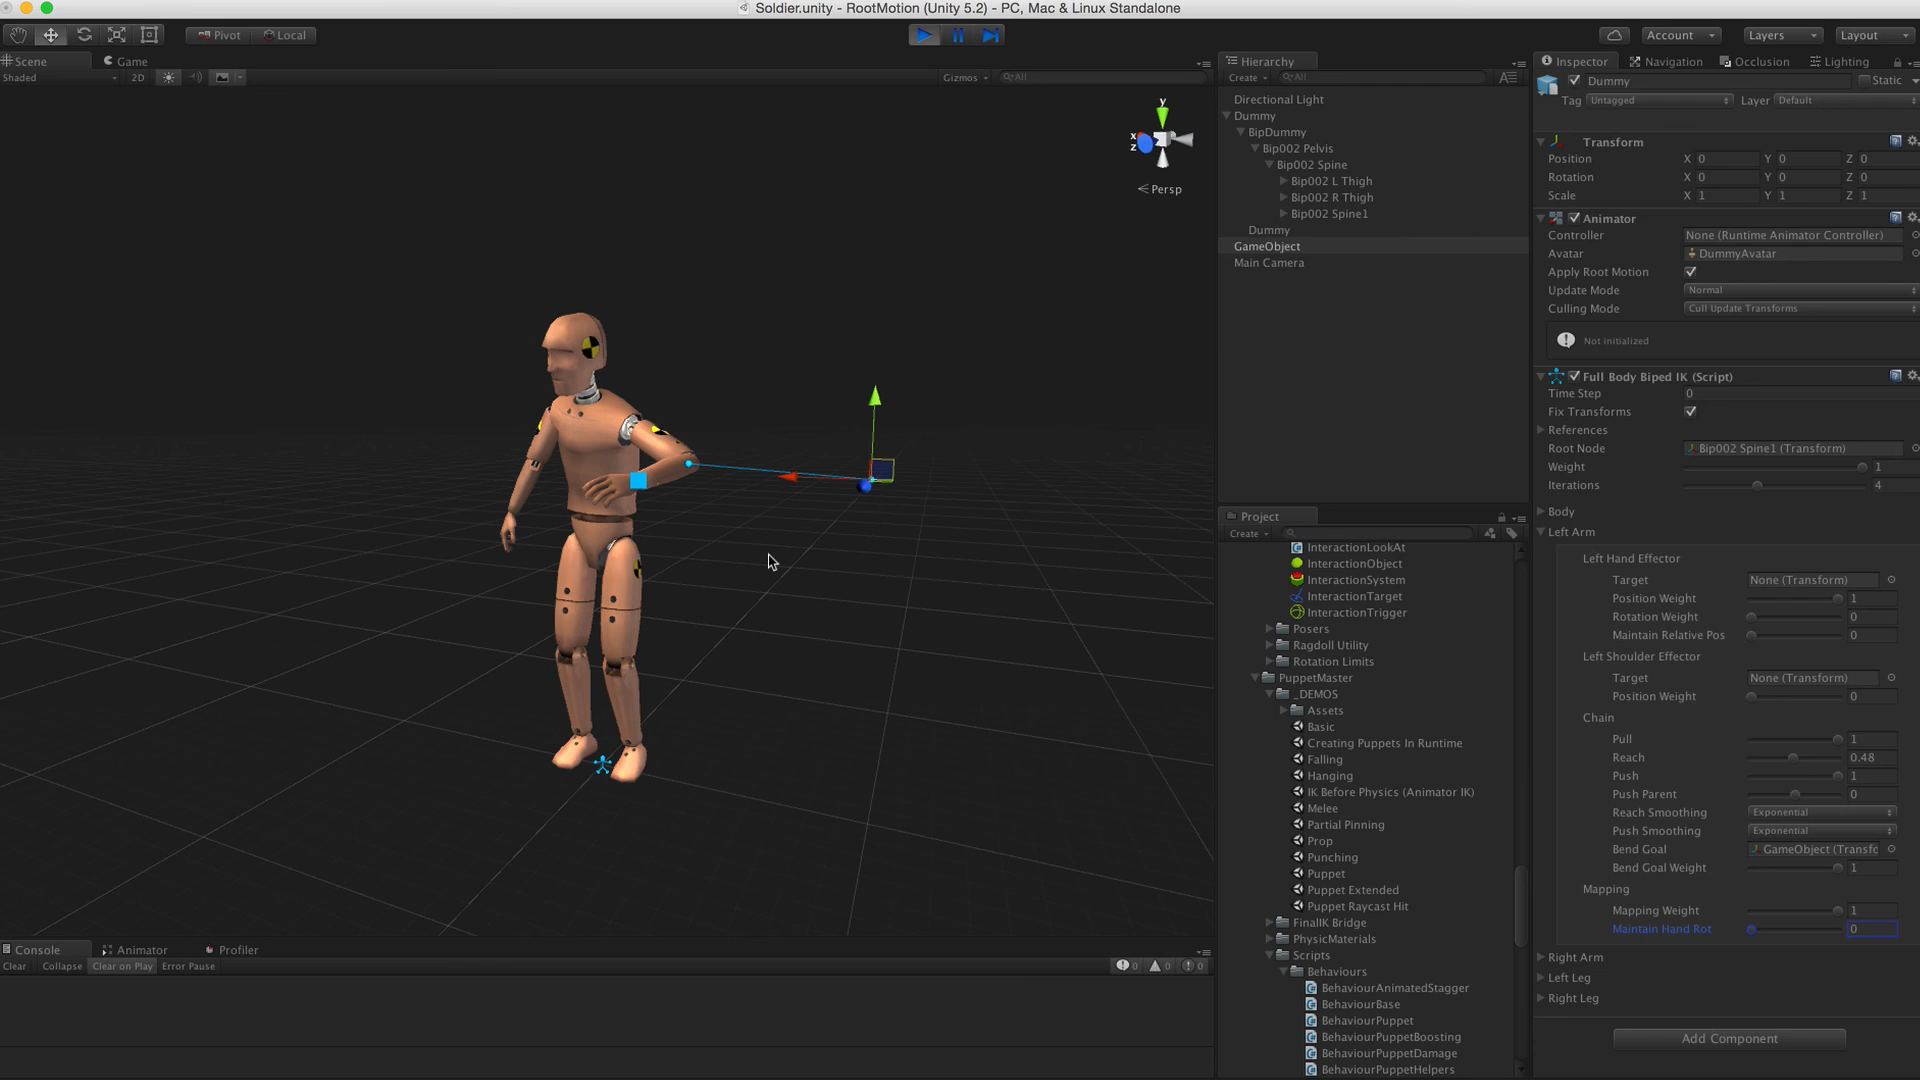 Soldier.unity - RootMotion (Unity 5.2) - PC, Mac & Linux Standalone
Pivot Local
Account Layers Layout
Scene Game
Shaded 2D Gizmos All
y
x
z
Persp
Hierarchy
Create All
Directional Light
Dummy
BipDummy
Bip002 Pelvis
Bip002 Spine
Bip002 L Thigh
Bip002 R Thigh
Bip002 Spine1
Dummy
GameObject
Main Camera
Project
Create
InteractionLookAt
InteractionObject
InteractionSystem
InteractionTarget
InteractionTrigger
Posers
Ragdoll Utility
Rotation Limits
PuppetMaster
_DEMOS
Assets
Basic
Creating Puppets In Runtime
Falling
Hanging
IK Before Physics (Animator IK)
Melee
Partial Pinning
Prop
Punching
Puppet
Puppet Extended
Puppet Raycast Hit
FinalIK Bridge
PhysicMaterials
Scripts
Behaviours
BehaviourAnimatedStagger
BehaviourBase
BehaviourPuppet
BehaviourPuppetBoosting
BehaviourPuppetDamage
BehaviourPuppetHelpers
Inspector Navigation Occlusion Lighting
Dummy Static
Tag Untagged Layer Default
Transform
Position X 0 Y 0 Z 0
Rotation X 0 Y 0 Z 0
Scale X 1 Y 1 Z 1
Animator
Controller None (Runtime Animator Controller)
Avatar DummyAvatar
Apply Root Motion
Update Mode Normal
Culling Mode Cull Update Transforms
Not initialized
Full Body Biped IK (Script)
Time Step 0
Fix Transforms
References
Root Node Bip002 Spine1 (Transform)
Weight 1
Iterations 4
Body
Left Arm
Left Hand Effector
Target None (Transform)
Position Weight 1
Rotation Weight 0
Maintain Relative Pos 0
Left Shoulder Effector
Target None (Transform)
Position Weight 0
Chain
Pull 1
Reach 0.48
Push 1
Push Parent 0
Reach Smoothing Exponential
Push Smoothing Exponential
Bend Goal GameObject (Transfo
Bend Goal Weight 1
Mapping
Mapping Weight 1
Maintain Hand Rot 0
Right Arm
Left Leg
Right Leg
Add Component
Console Animator Profiler
Clear Collapse Clear on Play Error Pause 0 0 0